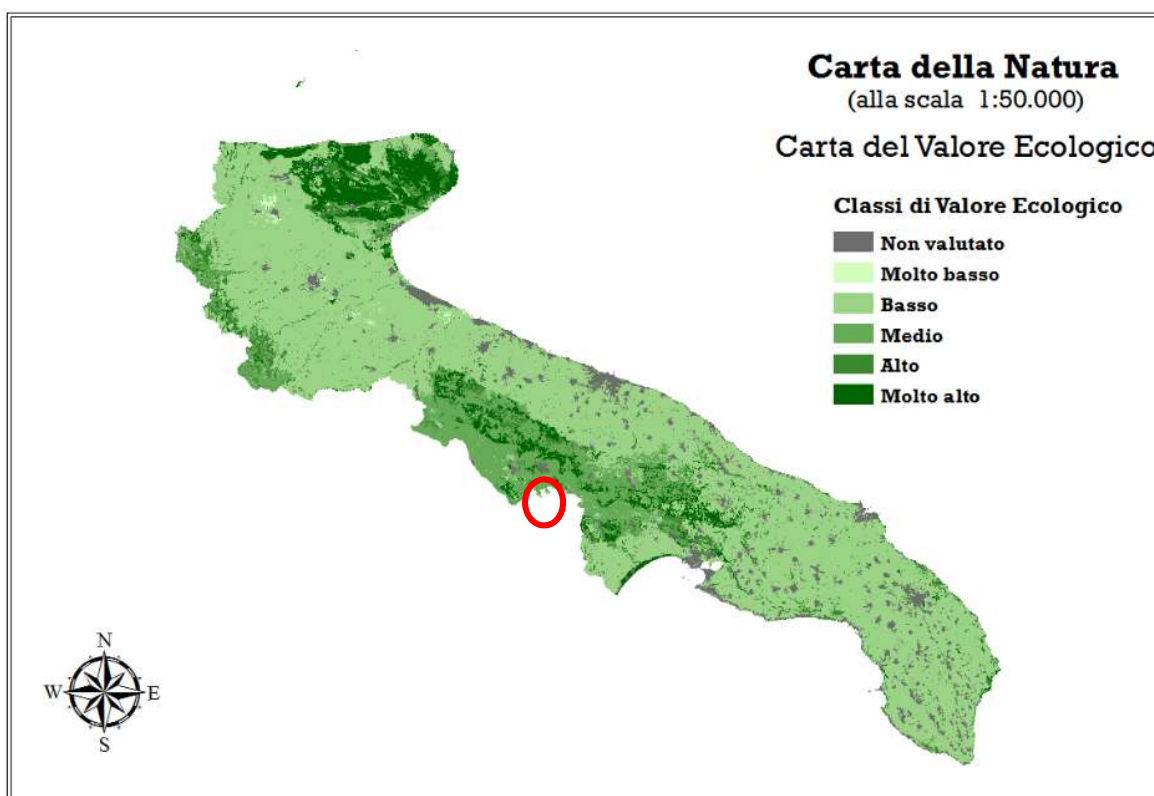 Carta della Natura
(alla scala 1:50.000)
Carta del Valore Ecologico
Classi di Valore Ecologico
Non valutato
Molto basso
Basso
Medio
Alto
Molto alto
N
W E
S